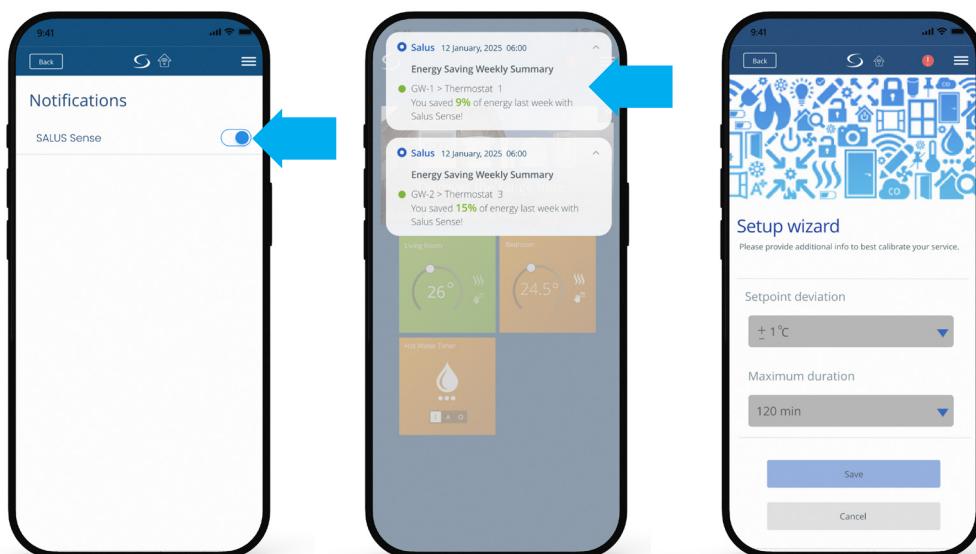 9:41
Back
Notifications
SALUS Sense
Salus 12 January, 2025 06:00
Energy Saving Weekly Summary
GW-1 > Thermostat 1
You saved 9% of energy last week with
Salus Sense!
Salus 12 January, 2025 06:00
Energy Saving Weekly Summary
GW-2 > Thermostat 3
You saved 15% of energy last week with
Salus Sense!
Living Room
Bedroom
26°
24.5°
Hot Water Timer
9:41
Back
A+
CO
Setup wizard
Please provide additional info to best calibrate your service.
Setpoint deviation
± 1°C
Maximum duration
120 min
Save
Cancel